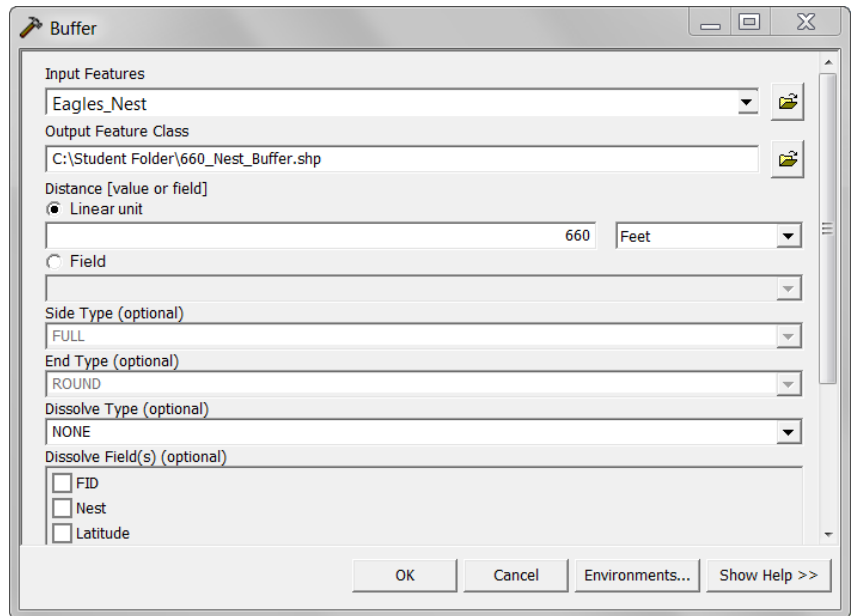 Buffer
Input Features
Eagles_Nest
Output Feature Class
C:\Student Folder\660_Nest_Buffer.shp
Distance [value or field]
Linear unit
660 Feet
Field
Side Type (optional)
FULL
End Type (optional)
ROUND
Dissolve Type (optional)
NONE
Dissolve Field(s) (optional)
FID
Nest
Latitude
OK Cancel Environments... Show Help >>